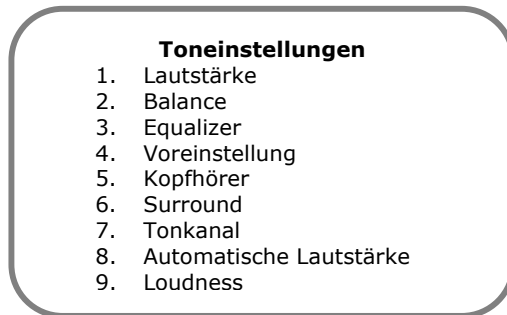 Toneinstellungen
1. Lautstärke
2. Balance
3. Equalizer
4. Voreinstellung
5. Kopfhörer
6. Surround
7. Tonkanal
8. Automatische Lautstärke
9. Loudness